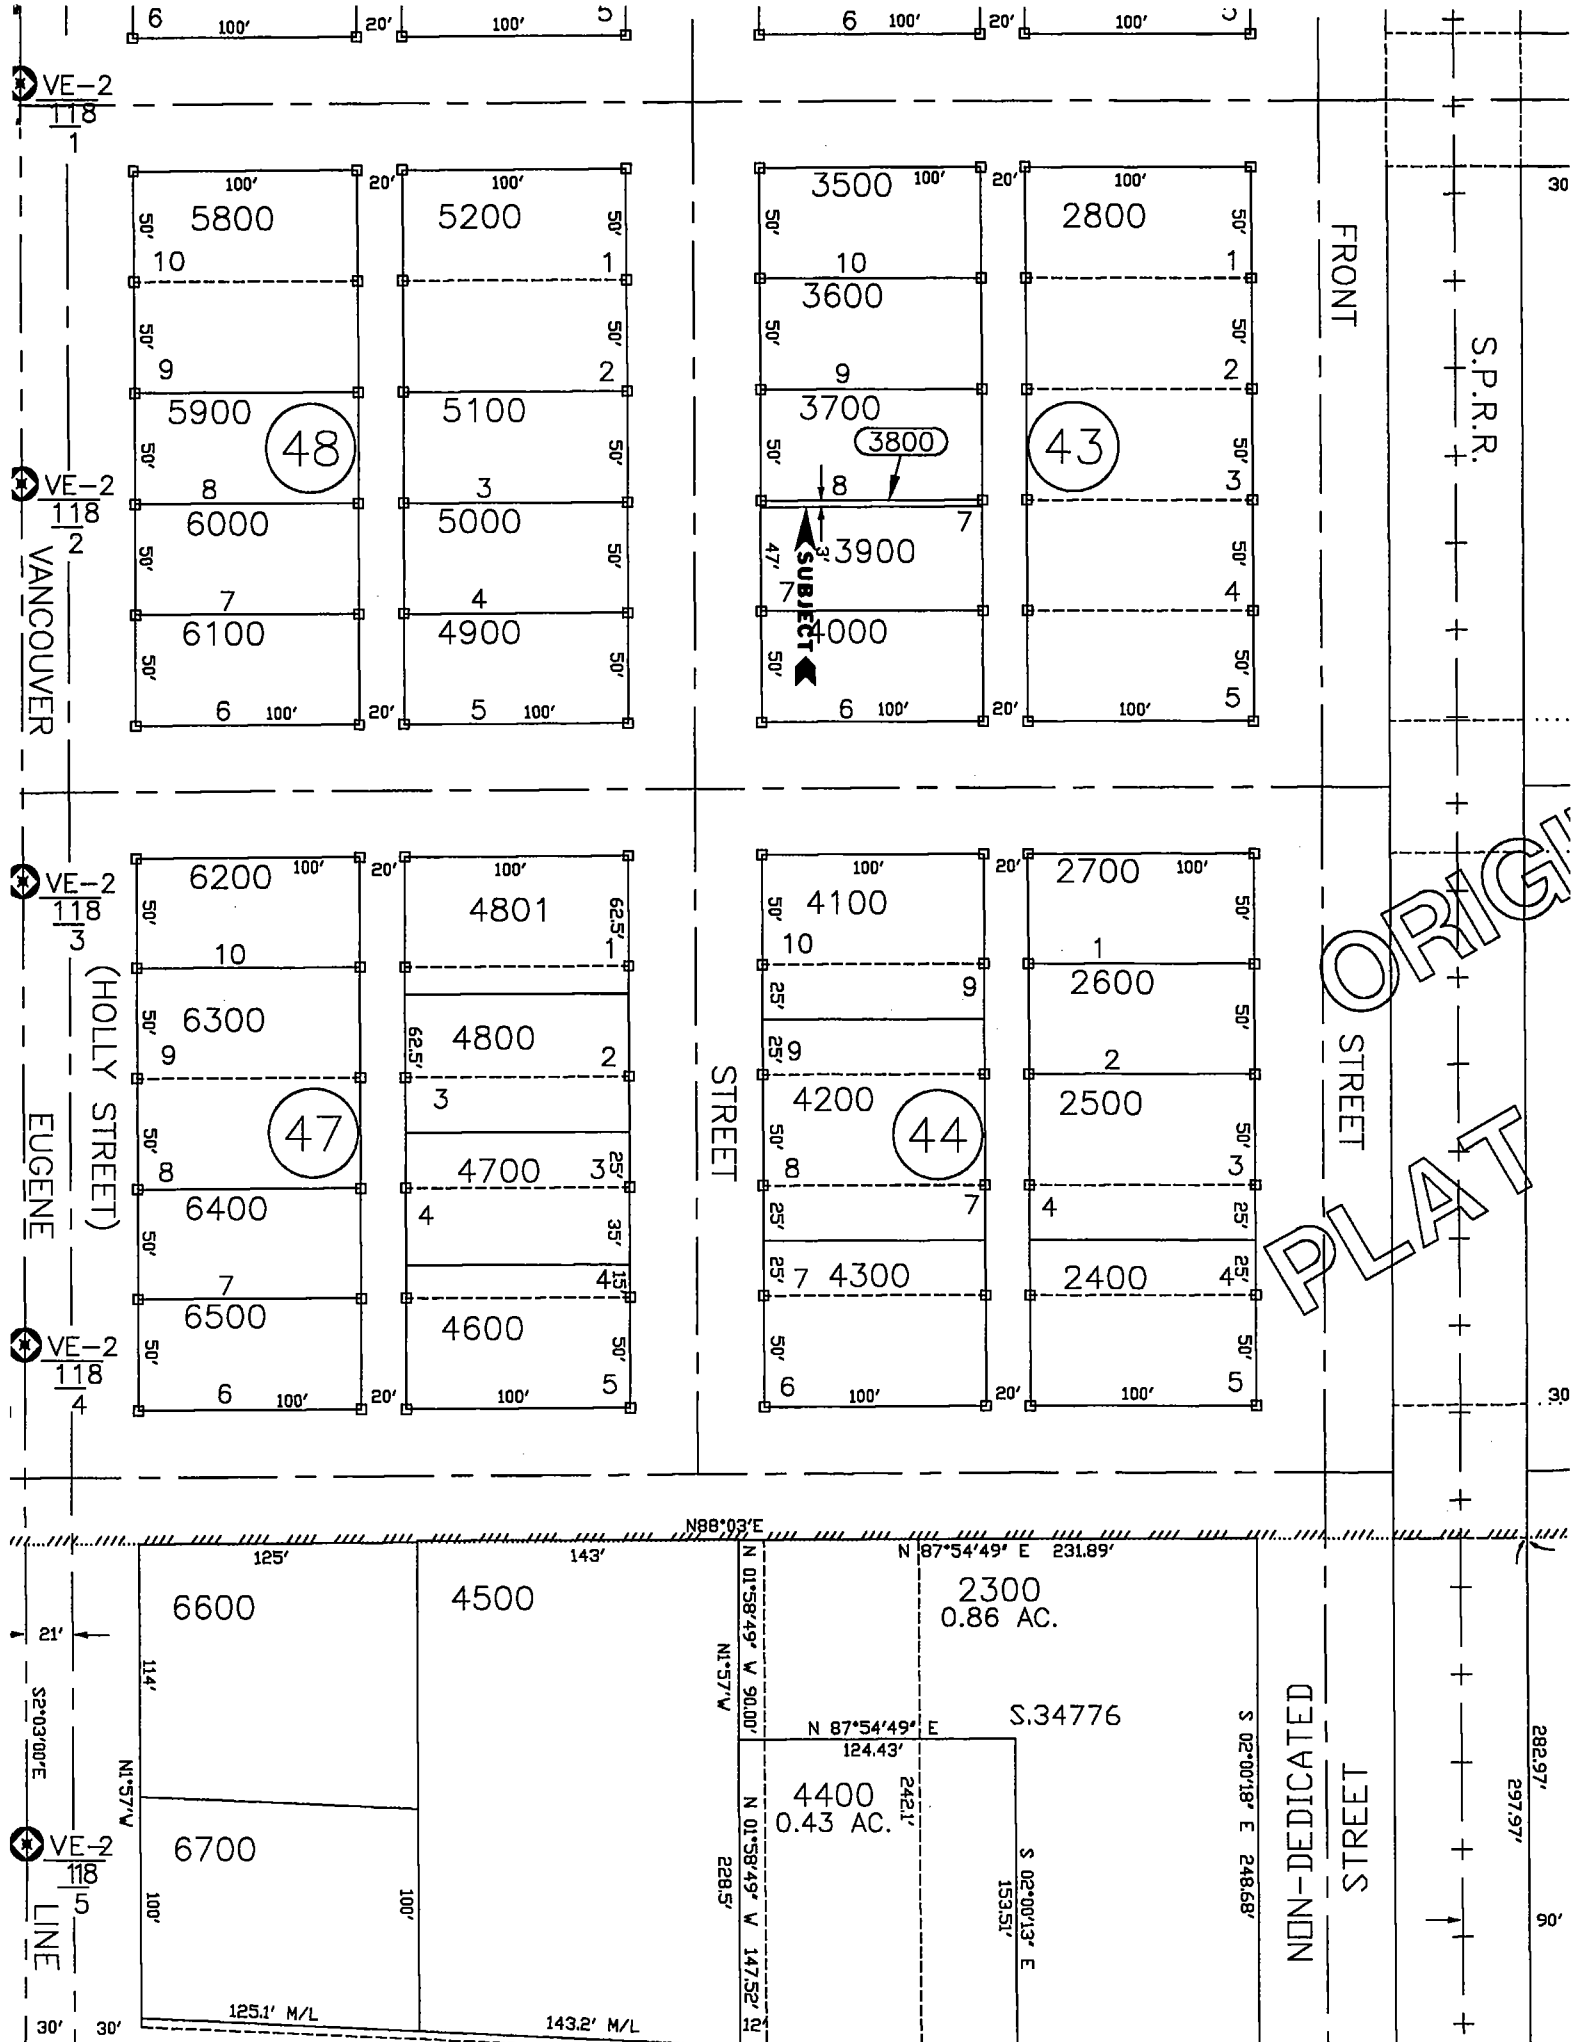 6 100' 20' 100' 5 6 100' 20' 100' 5
VE-2
118
1
100' 20' 100' 3500 100' 20' 100' 30
50' 5800 5200 50' 50' 2800 50'
10 1 10 1
3600
50' 50' 50' 50'
9 2 9 2
5900 5100 3700
48 3800 43
50' 50' 50' 50'
8 3 8 3
VE-2
118
2
6000 5000 7
50' 50' 47' 3' 3900 50'
7 4 7 4
SUBJECT
6100 4900 4000
50' 50' 50' 50'
6 100' 20' 5 100' 6 100' 20' 100' 5
FRONT
S.P.R.R.
VANCOUVER
6200 100' 20' 100' 100' 20' 2700 100'
VE-2
118
3
50' 4801 62.5' 50' 4100 50'
10 1 10 1
25' 9 2600
50' 6300 62.5' 4800 50'
9 2 25' 9 2
3 4200 2500
47 44
50' 4700 3 25' 50' 50'
8 8 3
6400 4 35' 25' 7 4 25'
50'
7 4 15' 25' 7 4300 2400 4 25'
6500 4600
50' 50' 50' 50'
VE-2
118
4
6 100' 20' 100' 5 6 100' 20' 100' 5 30
(HOLLY STREET)
EUGENE
STREET
STREET
ORIGI
PLAT
N88°03'E
125' 143' N 87°54'49" E 231.89'
6600 4500 2300
0.86 AC.
21'
114'
S2°03'00"E
N1°57'W
N 01°58'49" W 90.00'
N1°57'W
S.34776
N 87°54'49" E
124.43'
4400
0.43 AC.
242.1'
S 02°00'18" E 248.68'
282.97'
297.97'
NON-DEDICATED
STREET
VE-2
118
5
6700
100' 100'
228.5'
N 01°58'49" W 147.52'
S 02°00'13" E
153.51'
90'
LINE
30' 30' 125.1' M/L 143.2' M/L 12'